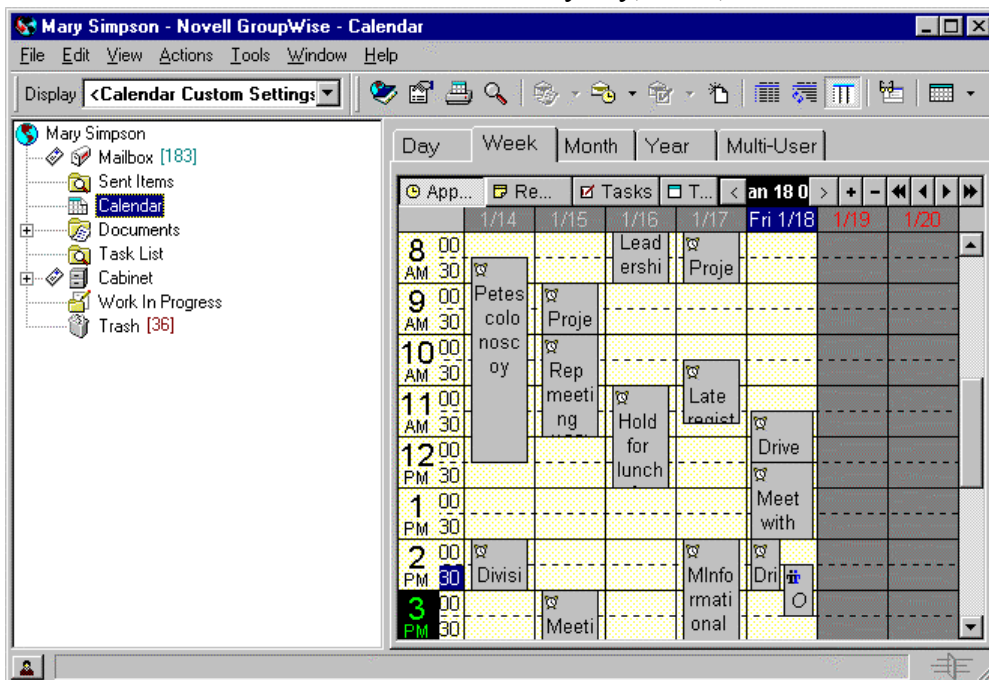 Mary Simpson - Novell GroupWise - Calendar
File Edit View Actions Tools Window Help
Display <Calendar Custom Settings
Mary Simpson
Mailbox [183]
Sent Items
Calendar
Documents
Task List
Cabinet
Work In Progress
Trash [36]
Day Week Month Year Multi-User
App... Re... Tasks T... < an 18 0 > + -
1/14 1/15 1/16 1/17 Fri 1/18 1/19 1/20
8 AM 00 30
9 AM 00 30
10 AM 00 30
11 AM 00 30
12 PM 00 30
1 PM 00 30
2 PM 00 30
3 PM 00 30
Petes
colo
nosc
oy
Divisi
Proje
Rep
meeti
ng
Meeti
Lead
ershi
Hold
for
lunch
Proje
Late
regist
MInfo
rmati
onal
Drive
Meet
with
Dri
O